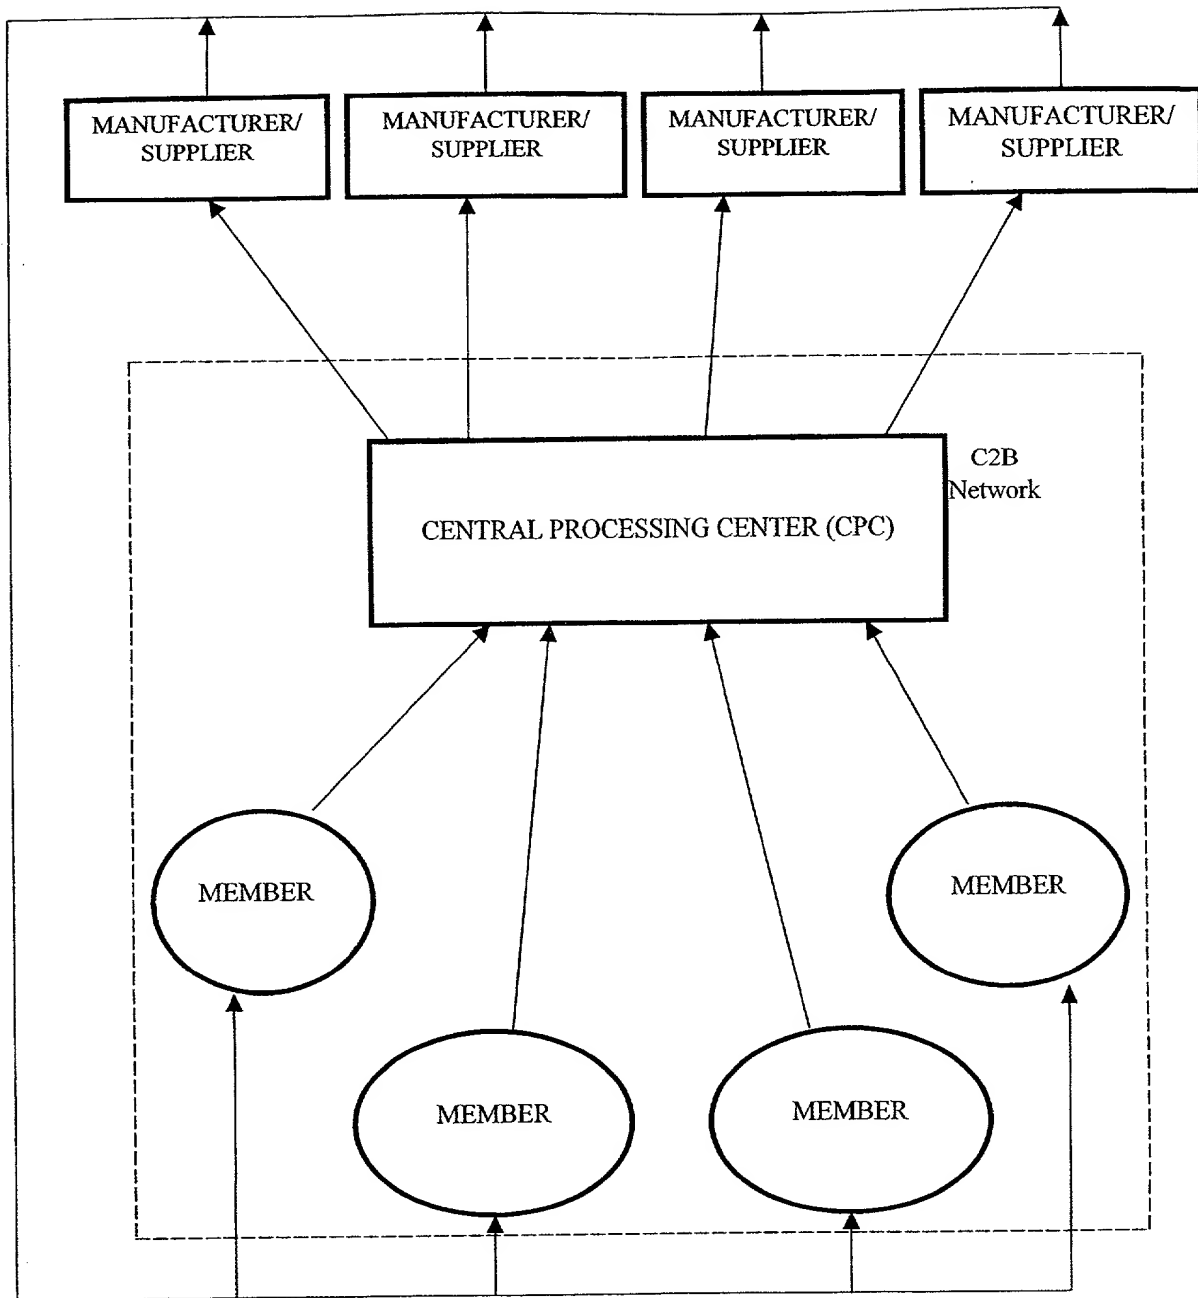 MANUFACTURER/
SUPPLIER
MANUFACTURER/
SUPPLIER
MANUFACTURER/
SUPPLIER
MANUFACTURER/
SUPPLIER
C2B
Network
CENTRAL PROCESSING CENTER (CPC)
MEMBER
MEMBER
MEMBER
MEMBER